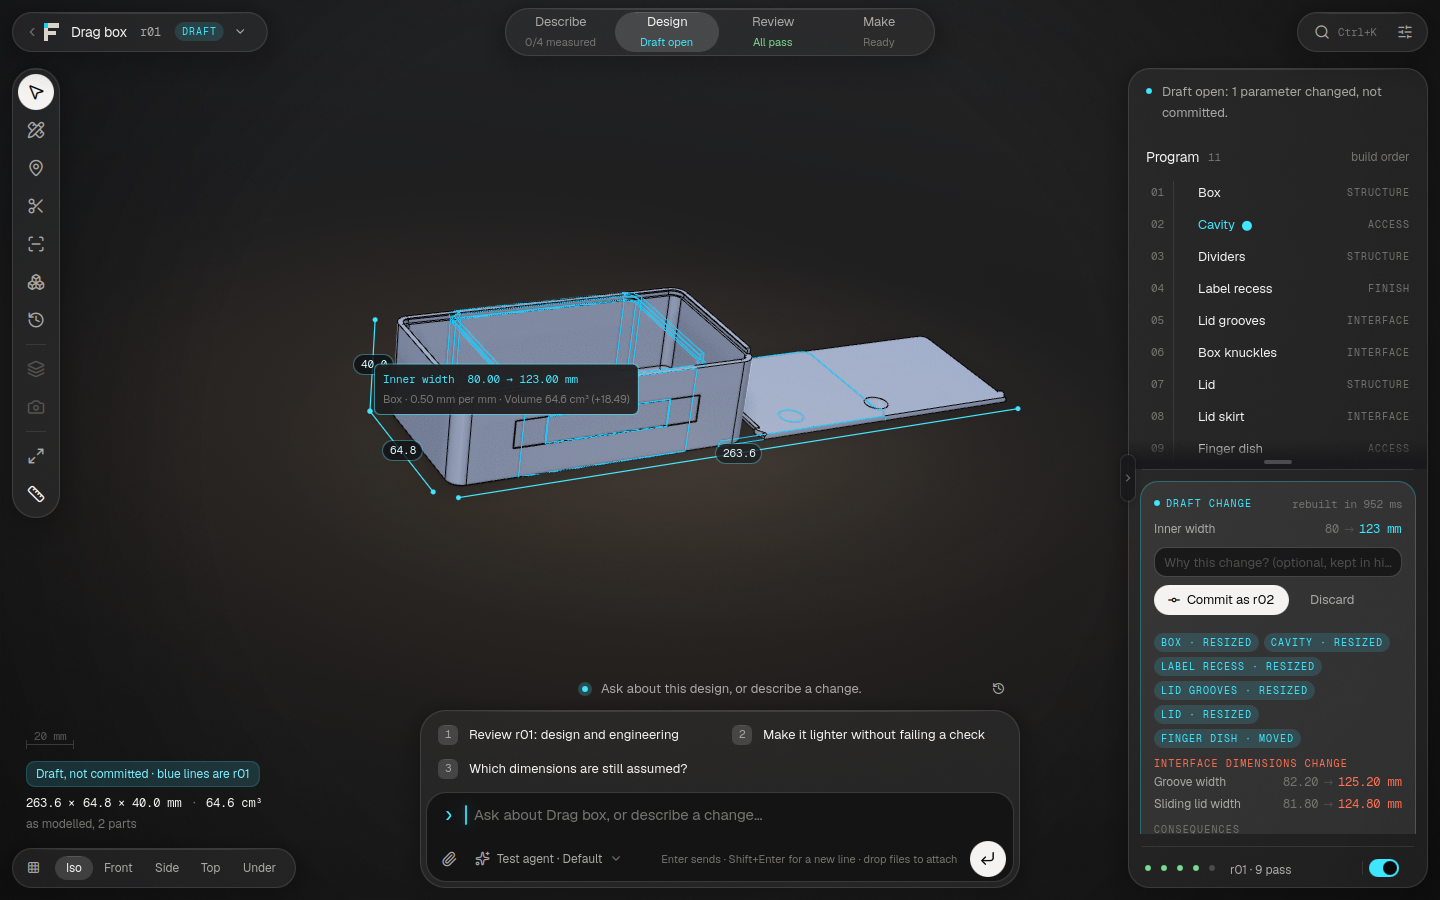 Drag box r01 DRAFT
Describe
0/4 measured
Design
Draft open
Review
All pass
Make
Ready
Ctrl+K
Draft open: 1 parameter changed, not
committed.
Program 11 build order
01 Box STRUCTURE
02 Cavity ACCESS
03 Dividers STRUCTURE
04 Label recess FINISH
05 Lid grooves INTERFACE
06 Box knuckles INTERFACE
07 Lid STRUCTURE
08 Lid skirt INTERFACE
09 Finger dish ACCESS
40.0
Inner width 80.00 → 123.00 mm
Box · 0.50 mm per mm · Volume 64.6 cm³ (+18.49)
64.8
263.6
DRAFT CHANGE rebuilt in 952 ms
Inner width 80 → 123 mm
Why this change? (optional, kept in hi...
Commit as r02 Discard
BOX · RESIZED CAVITY · RESIZED
LABEL RECESS · RESIZED
LID GROOVES · RESIZED
LID · RESIZED
FINGER DISH · MOVED
INTERFACE DIMENSIONS CHANGE
Groove width 82.20 → 125.20 mm
Sliding lid width 81.80 → 124.80 mm
CONSEQUENCES
r01 · 9 pass
Ask about this design, or describe a change.
1 Review r01: design and engineering
2 Make it lighter without failing a check
3 Which dimensions are still assumed?
Ask about Drag box, or describe a change...
Test agent · Default
Enter sends · Shift+Enter for a new line · drop files to attach
20 mm
Draft, not committed · blue lines are r01
263.6 × 64.8 × 40.0 mm · 64.6 cm³
as modelled, 2 parts
Iso Front Side Top Under